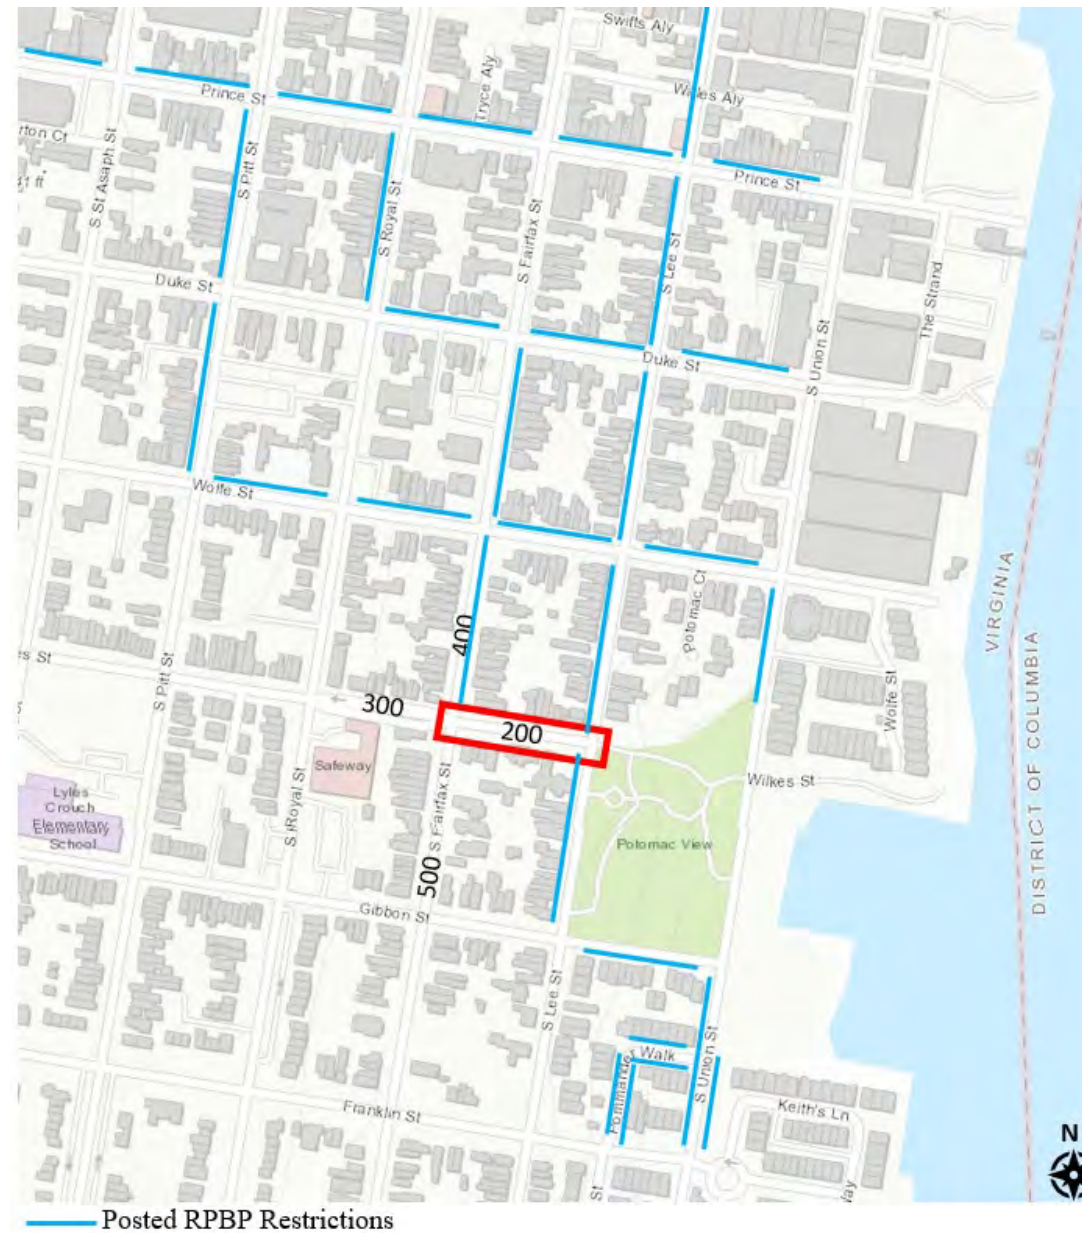 Swifts Aly
Tryce Aly
Wales Aly
Prince St
rton Ct
S St Asaph St
S Pitt St
S Royal St
S Fairfax St
S Lee St
Prince St
Duke St
The Strand
S Union St
Duke St
Wolfe St
VIRGINIA
DISTRICT OF COLUMBIA
Potomac Ct
400
S Pitt St
300
200
Wolfe St
Safeway
Wilkes St
Lyles
Crouch
Elementary
School
S Royal St
S Fairfax St
500
Potomac View
Gibbon St
S Lee St
S Union St
Walk
Pommander
Franklin St
Keith's Ln
St
N
Posted RPBP Restrictions